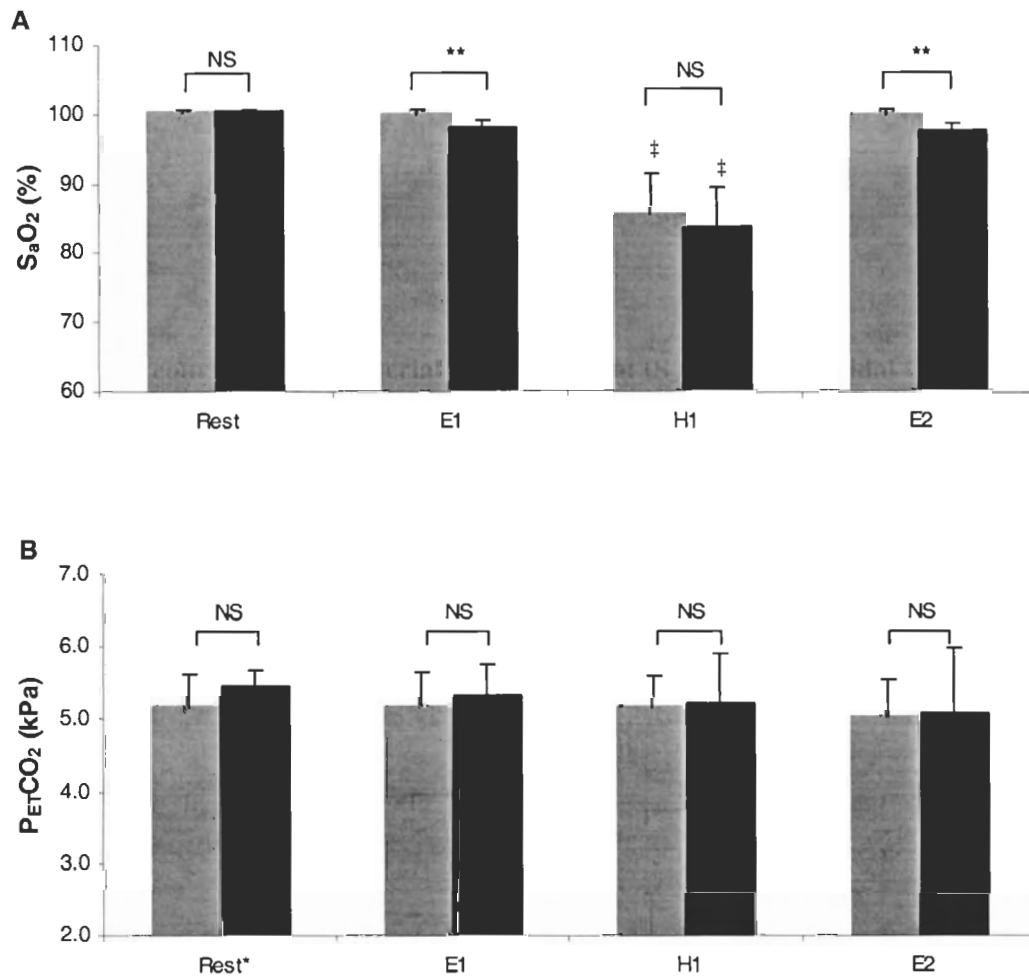 A
110
100
90
80
70
60
SaO2 (%)
NS
**
NS
**
‡
‡
Rest
E1
H1
E2
B
7.0
6.0
5.0
4.0
3.0
2.0
PETCO2 (kPa)
NS
NS
NS
NS
Rest*
E1
H1
E2